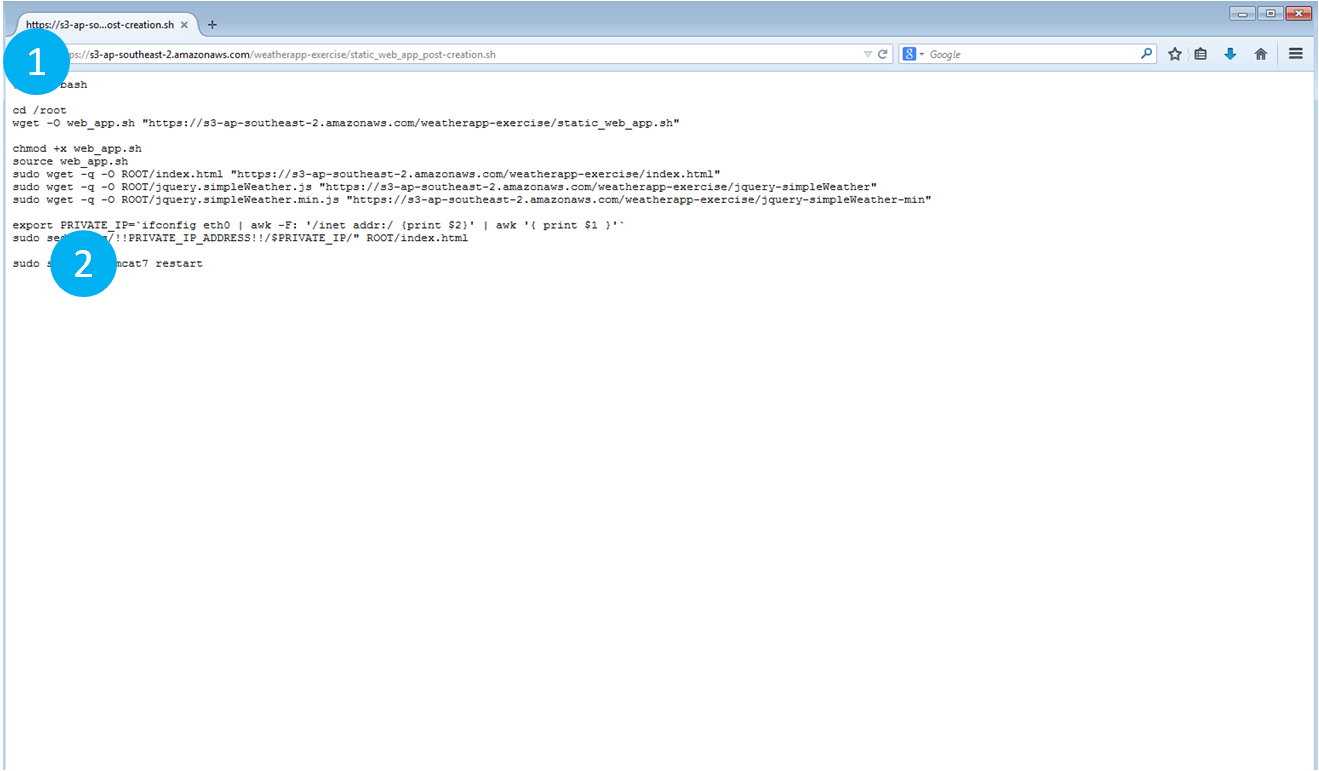 https://s3-ap-so...ost-creation.sh
ps://s3-ap-southeast-2.amazonaws.com/weatherapp-exercise/static_web_app_post-creation.sh
8 Google
1
bash
cd /root
wget -O web_app.sh "https://s3-ap-southeast-2.amazonaws.com/weatherapp-exercise/static_web_app.sh"
chmod +x web_app.sh
source web_app.sh
sudo wget -q -O ROOT/index.html "https://s3-ap-southeast-2.amazonaws.com/weatherapp-exercise/index.html"
sudo wget -q -O ROOT/jquery.simpleWeather.js "https://s3-ap-southeast-2.amazonaws.com/weatherapp-exercise/jquery-simpleWeather"
sudo wget -q -O ROOT/jquery.simpleWeather.min.js "https://s3-ap-southeast-2.amazonaws.com/weatherapp-exercise/jquery-simpleWeather-min"
export PRIVATE_IP=`ifconfig eth0 | awk -F: '/inet addr:/ {print $2}' | awk '{ print $1 }'`
sudo sed /!!PRIVATE_IP_ADDRESS!!/$PRIVATE_IP/" ROOT/index.html
2
sudo mcat7 restart